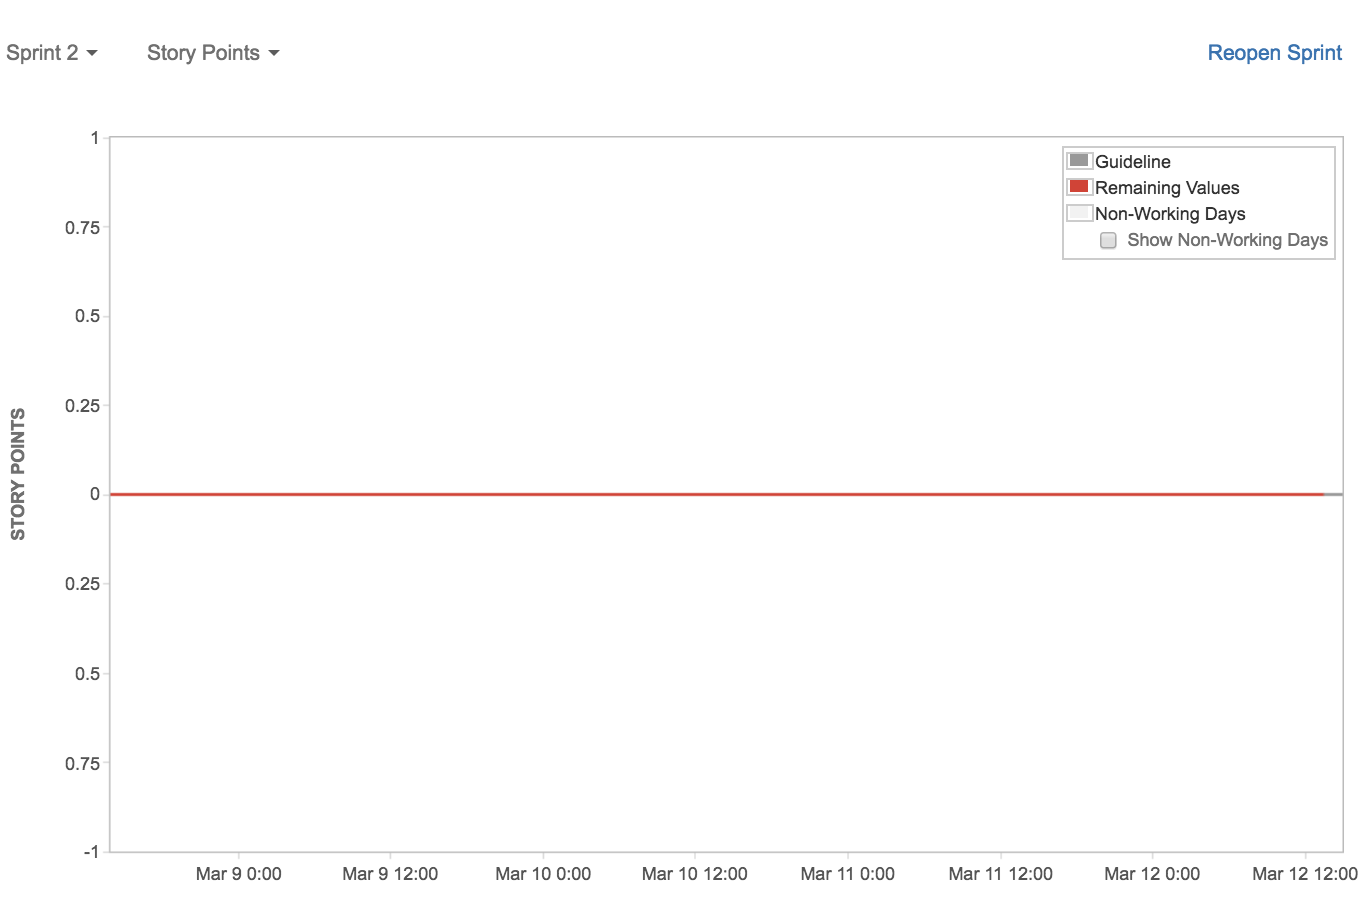 Sprint 2 Story Points Reopen Sprint
1
Guideline
Remaining Values
0.75 Non-Working Days
Show Non-Working Days
0.5
0.25
STORY POINTS
0
0.25
0.5
0.75
-1
Mar 9 0:00 Mar 9 12:00 Mar 10 0:00 Mar 10 12:00 Mar 11 0:00 Mar 11 12:00 Mar 12 0:00 Mar 12 12:00